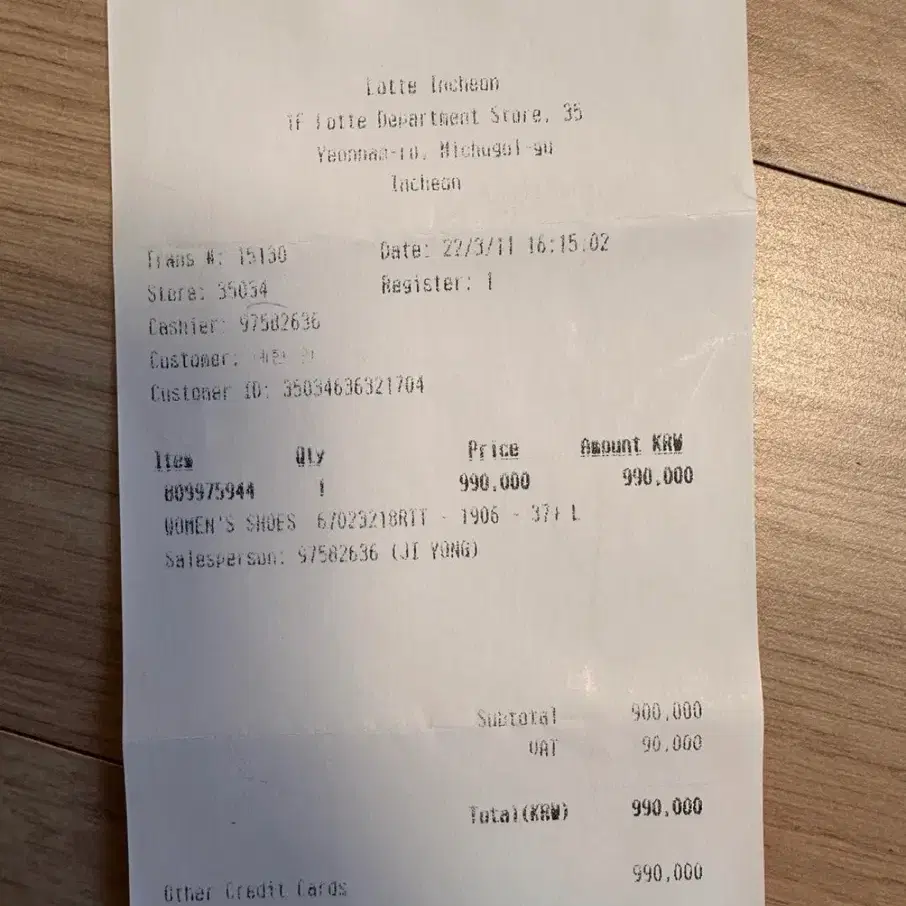 Lotte Incheon
1F Lotte Department Store, 35
Yeonnam-ro, Michugol-gu
Incheon
Trans #: 15130 Date: 22/3/11 16:15:02
Store: 35034 Register: 1
Cashier: 97582636
Customer:
Customer ID: 35034636321704
Item Qty Price Amount KRW
809975944 1 990,000 990,000
WOMEN'S SHOES 67023218RTT - 1906 - 37+ L
Salesperson: 97582636 (JI YONG)
Subtotal 900,000
VAT 90,000
Total(KRW) 990,000
Other Credit Cards 990,000